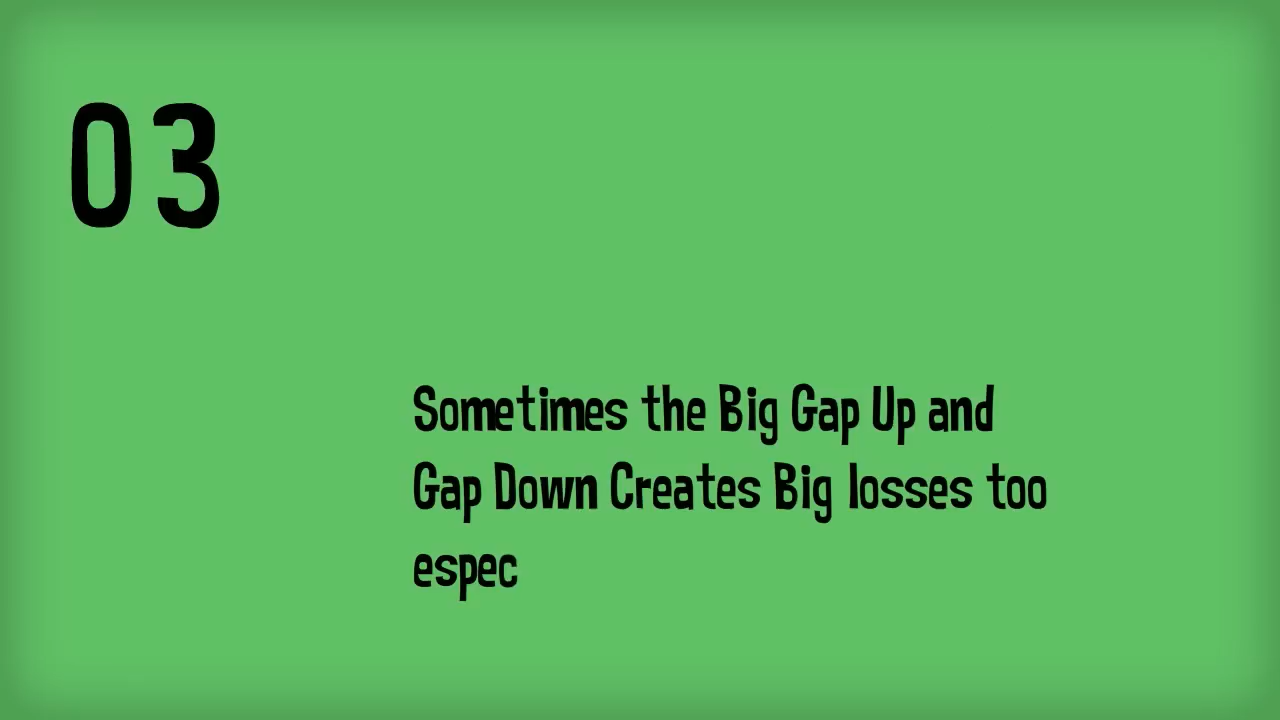 03
Sometimes the Big Gap Up and
Gap Down Creates Big losses too
espec